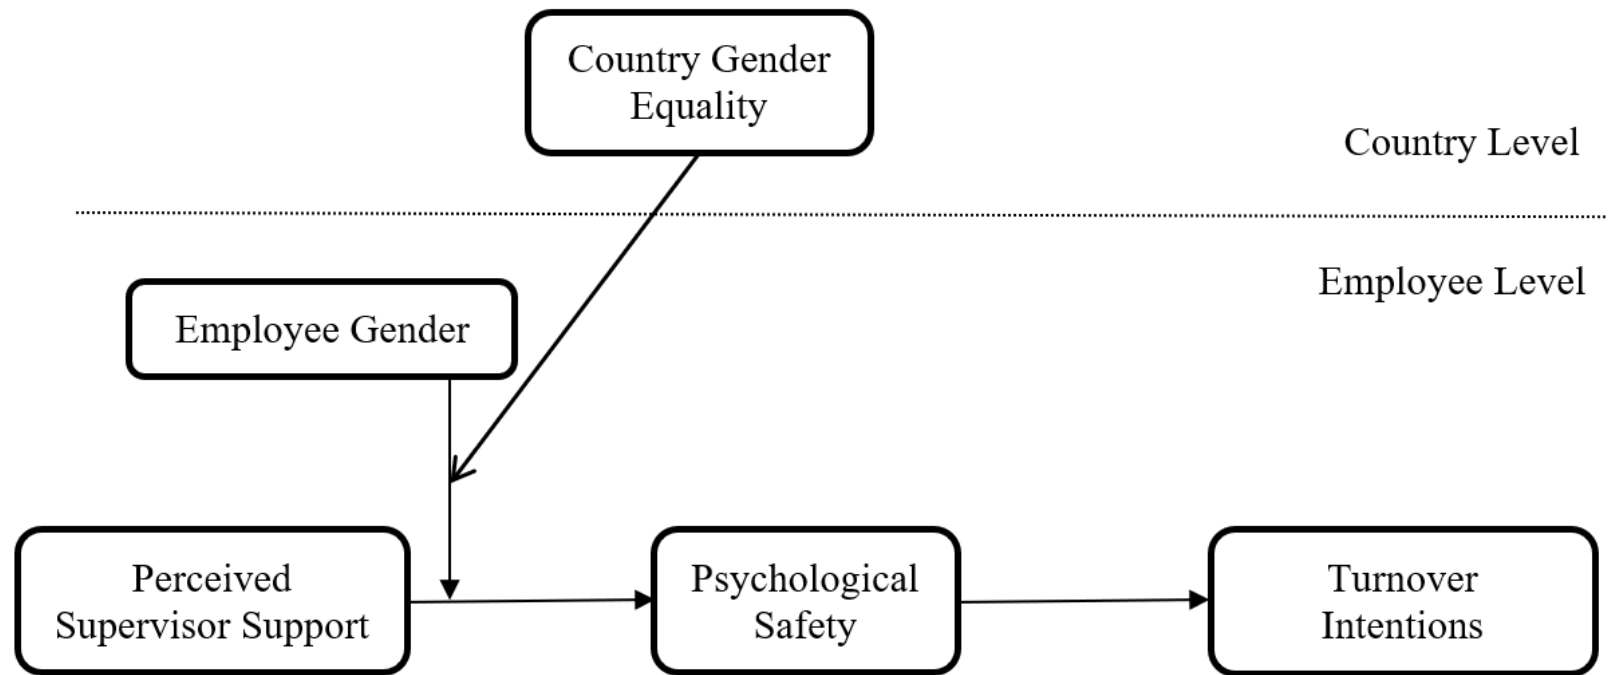 Country Gender
Equality
Country Level
Employee Level
Employee Gender
Perceived
Supervisor Support
Psychological
Safety
Turnover
Intentions